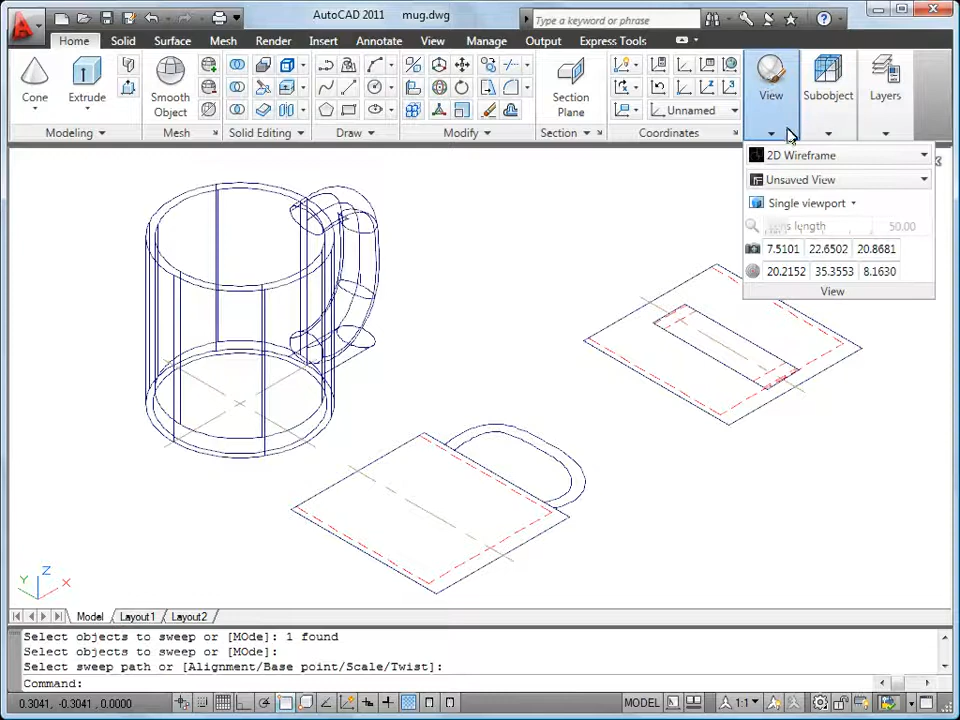 AutoCAD 2011 mug.dwg
Type a keyword or phrase
Home Solid Surface Mesh Render Insert Annotate View Manage Output Express Tools
Cone Extrude Smooth Object Section Plane Unnamed View Subobject Layers
Modeling Mesh Solid Editing Draw Modify Section Coordinates
2D Wireframe
Unsaved View
Single viewport
ens length 50.00
7.5101 22.6502 20.8681
20.2152 35.3553 8.1630
View
Z
Y X
Model Layout1 Layout2
Select objects to sweep or [MOde]: 1 found
Select objects to sweep or [MOde]:
Select sweep path or [Alignment/Base point/Scale/Twist]:
Command:
0.3041, -0.3041, 0.0000 MODEL 1:1